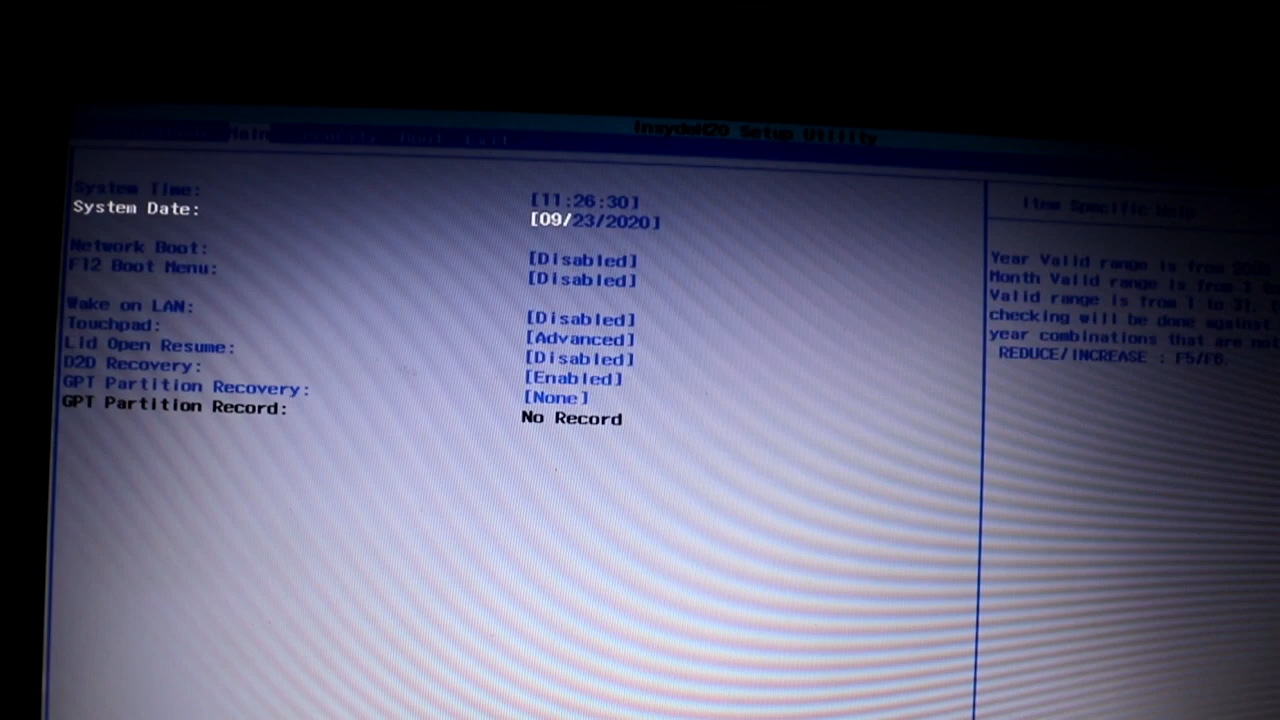 InsydeH20 Setup Utility
Main Boot Exit
System Time: [11:26:30]
System Date: [09/23/2020]
Network Boot: [Disabled]
F12 Boot Menu: [Disabled]
Wake on LAN: [Disabled]
Touchpad: [Advanced]
Lid Open Resume: [Disabled]
D2D Recovery: [Enabled]
GPT Partition Recovery: [None]
GPT Partition Record: No Record
Item Specific Help
Year Valid range is from
Month Valid range is from 1 to
Valid range is from 1 to 31.
checking will be done against
year combinations that are not
REDUCE/INCREASE : F5/F6.